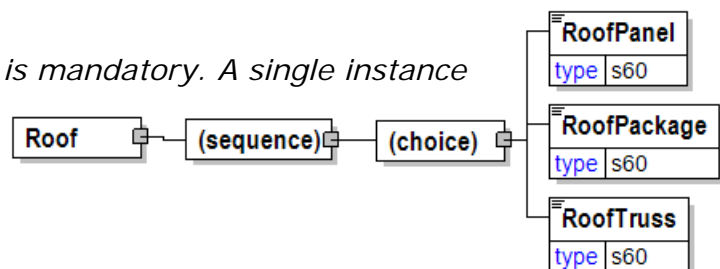 is mandatory. A single instance
Roof
(sequence)
(choice)
RoofPanel
type s60
RoofPackage
type s60
RoofTruss
type s60